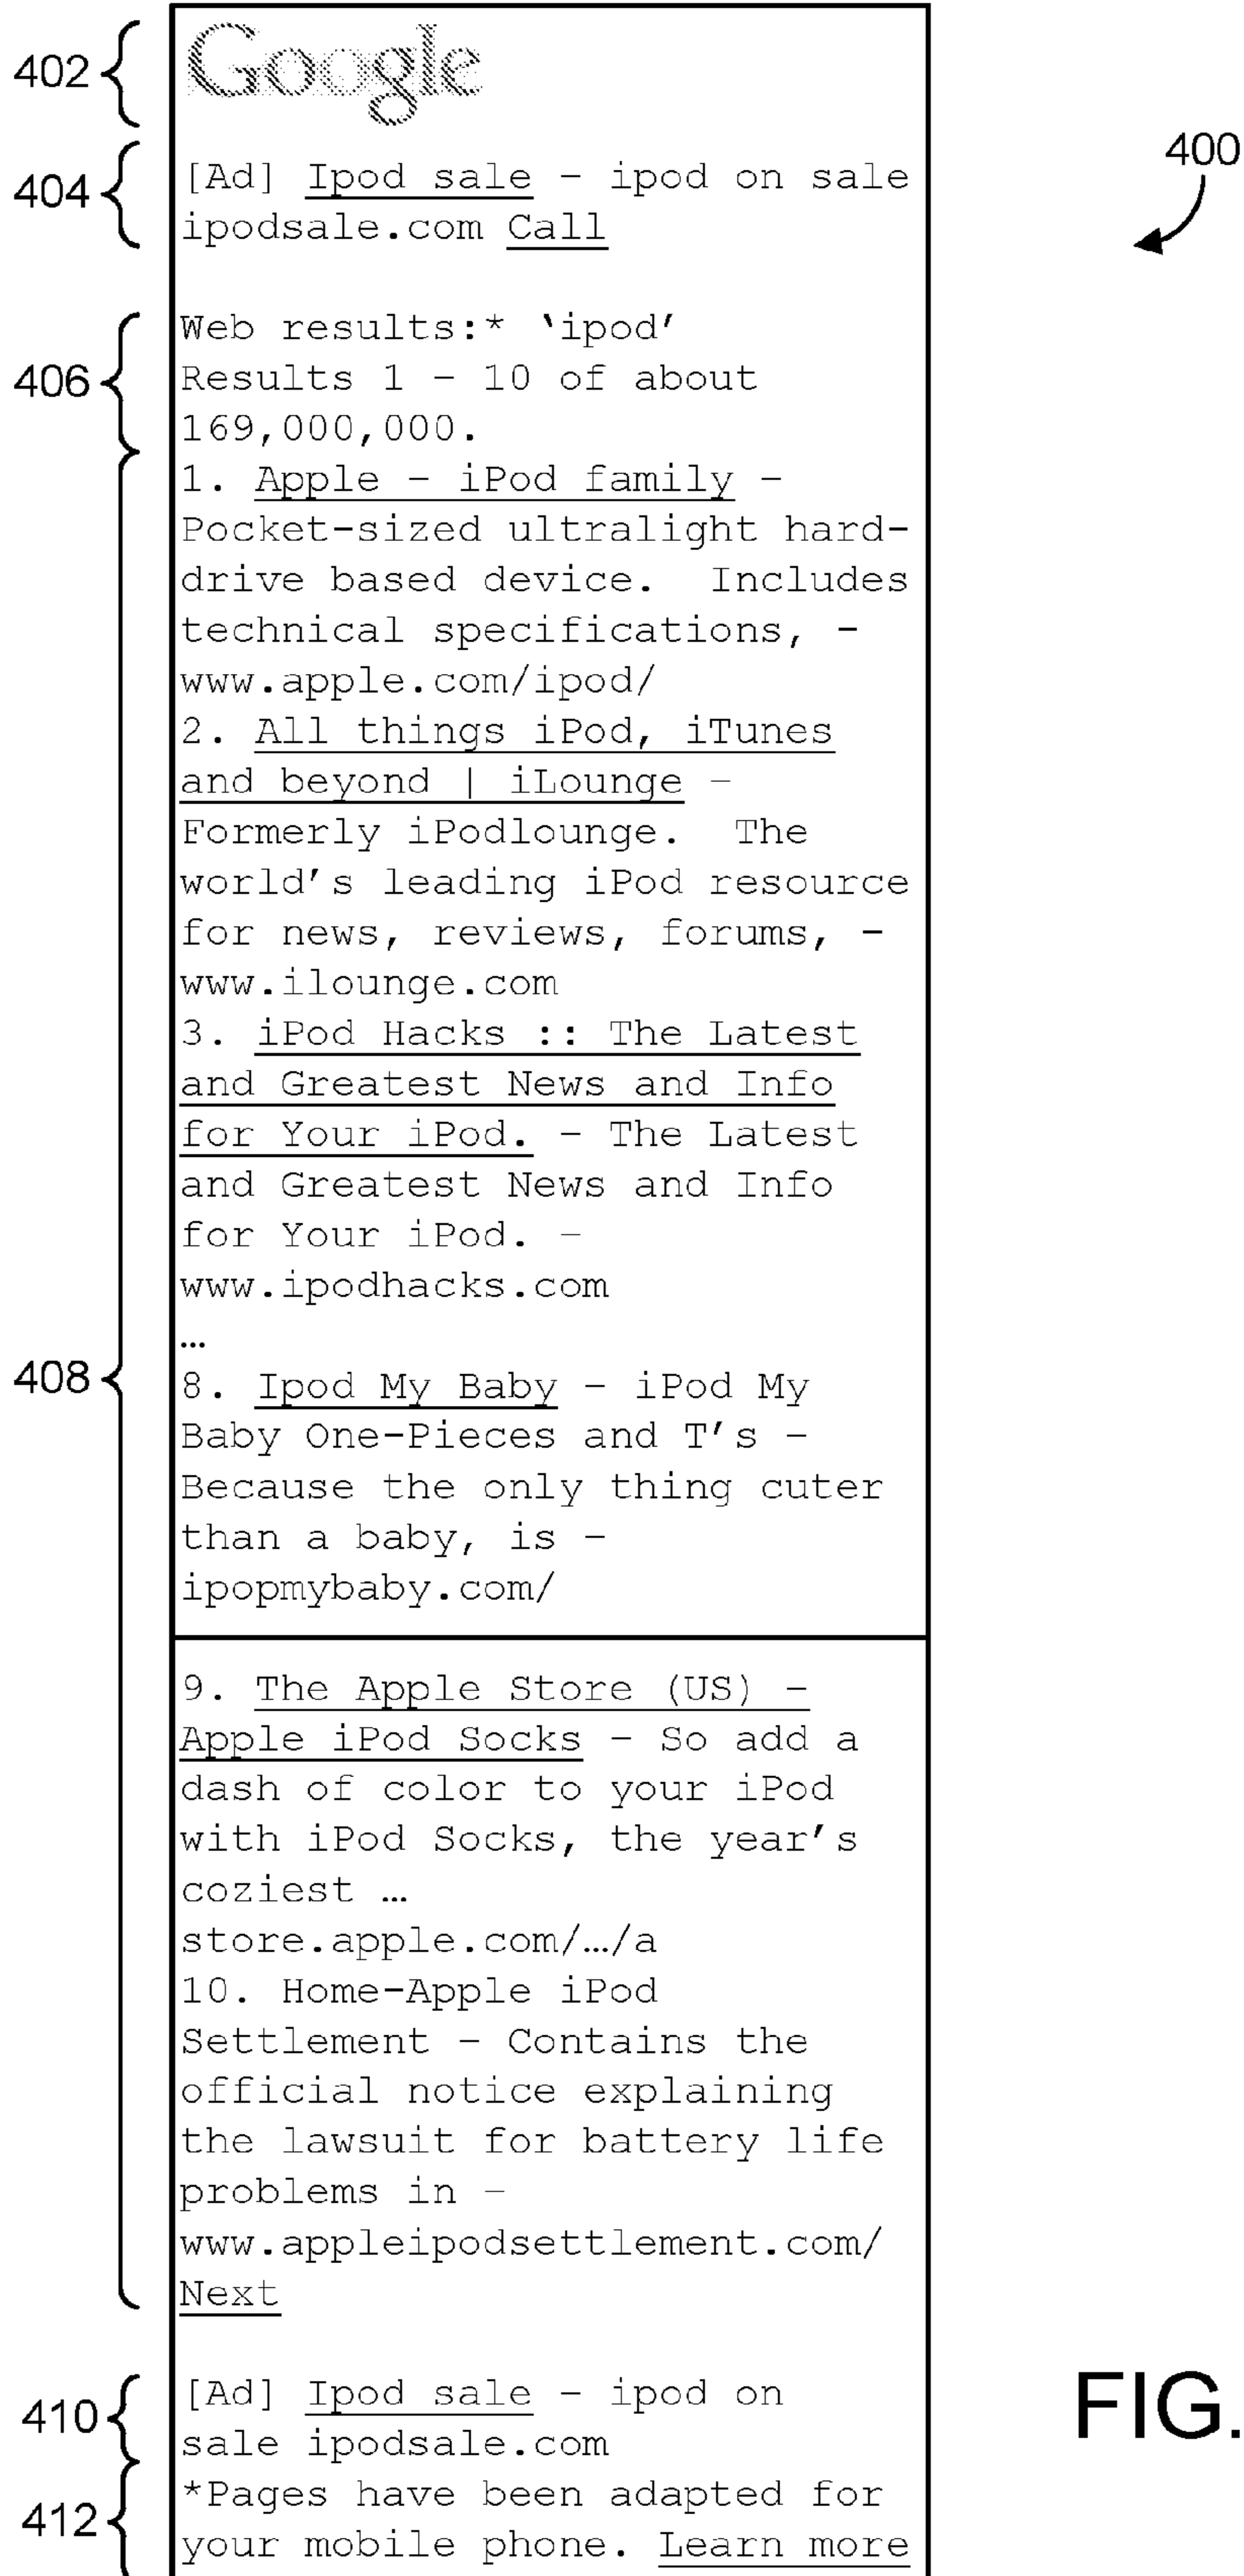 402
Google
400
404
[Ad] Ipod sale – ipod on sale
ipodsale.com Call
406
Web results:* ‘ipod’
Results 1 – 10 of about
169,000,000.
408
1. Apple – iPod family –
Pocket-sized ultralight hard-
drive based device.  Includes
technical specifications, -
www.apple.com/ipod/
2. All things iPod, iTunes
and beyond | iLounge –
Formerly iPodlounge.  The
world’s leading iPod resource
for news, reviews, forums, -
www.ilounge.com
3. iPod Hacks :: The Latest
and Greatest News and Info
for Your iPod. – The Latest
and Greatest News and Info
for Your iPod. –
www.ipodhacks.com
…
8. Ipod My Baby – iPod My
Baby One-Pieces and T’s –
Because the only thing cuter
than a baby, is –
ipopmybaby.com/
9. The Apple Store (US) –
Apple iPod Socks – So add a
dash of color to your iPod
with iPod Socks, the year’s
coziest …
store.apple.com/…/a
10. Home-Apple iPod
Settlement – Contains the
official notice explaining
the lawsuit for battery life
problems in –
www.appleipodsettlement.com/
Next
410
[Ad] Ipod sale – ipod on
sale ipodsale.com
412
*Pages have been adapted for
your mobile phone. Learn more
FIG.